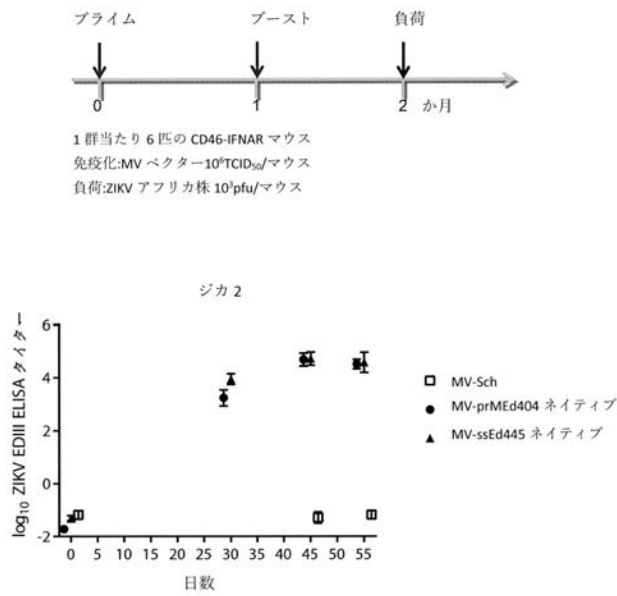 プライム ブースト 負荷
0 1 2 か月
1 群当たり 6 匹の CD46-IFNAR マウス
免疫化:MV ベクター10⁶TCID₅₀/マウス
負荷:ZIKV アフリカ株 10³pfu/マウス
ジカ 2
log₁₀ ZIKV EDIII ELISA タイター
6
4
2
0
-2
0 5 10 15 20 25 30 35 40 45 50 55
日数
MV-Sch
MV-prMEd404 ネイティブ
MV-ssEd445 ネイティブ